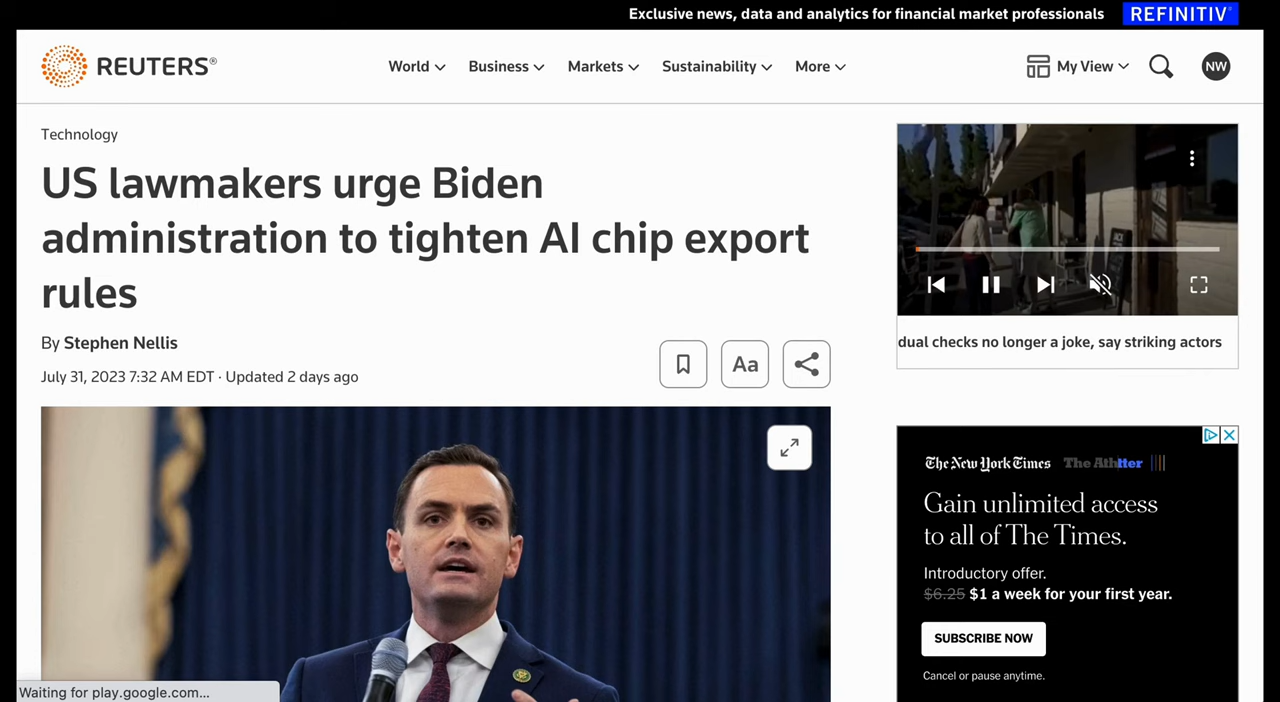 Exclusive news, data and analytics for financial market professionals REFINITIV
REUTERS®
World Business Markets Sustainability More
My View
NW
Technology
US lawmakers urge Biden
administration to tighten AI chip export
rules
By Stephen Nellis
July 31, 2023 7:32 AM EDT · Updated 2 days ago
Aa
dual checks no longer a joke, say striking actors
The New York Times
Gain unlimited access
to all of The Times.
Introductory offer.
$6.25 $1 a week for your first year.
SUBSCRIBE NOW
Cancel or pause anytime.
Waiting for play.google.com...